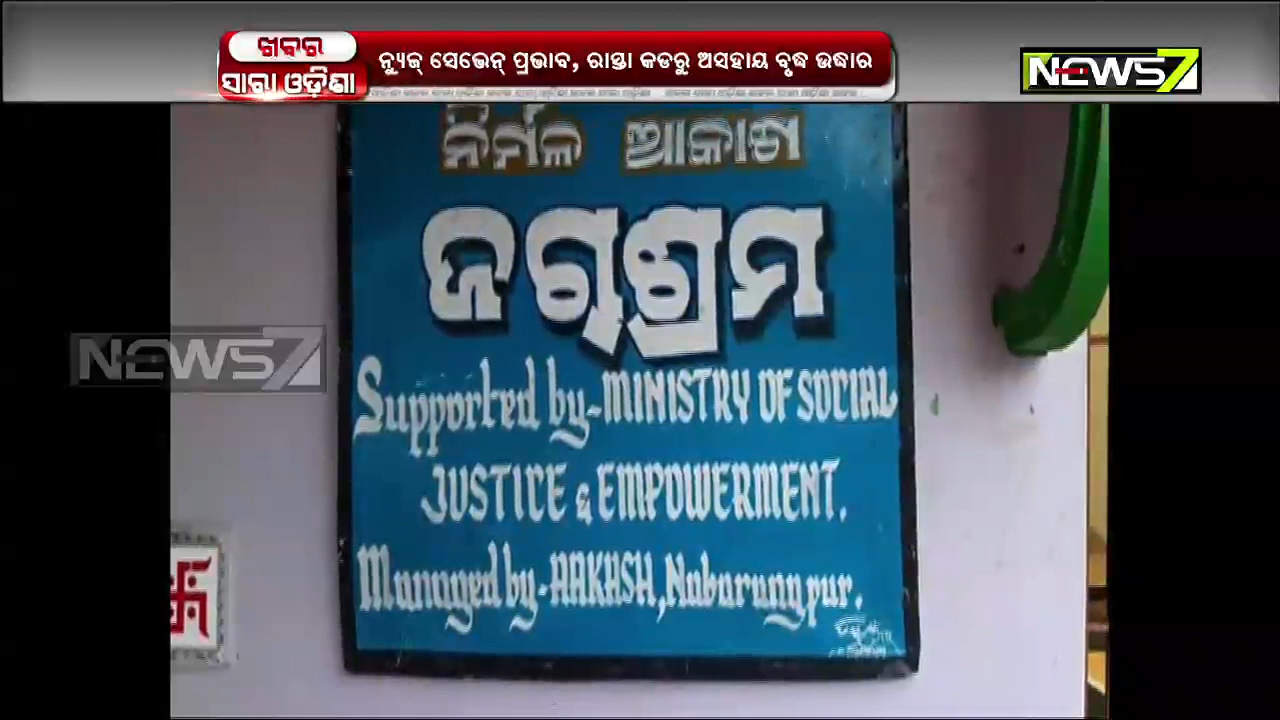 ଖବର
ସାରା ଓଡ଼ିଶା
ନ୍ୟୁଜ୍ ସେଭେନ୍ ପ୍ରଭାବ, ରାସ୍ତା କଡରୁ ଅସହାୟ ବୃଦ୍ଧ ଉଦ୍ଧାର
NEWS7
ନିର୍ମଳ ଆକାଶ
ଜରାଶ୍ରମ
NEWS7
Supported by-MINISTRY OF SOCIAL
JUSTICE & EMPOWERMENT.
Managed by-AAKASH, Nabarangpur.